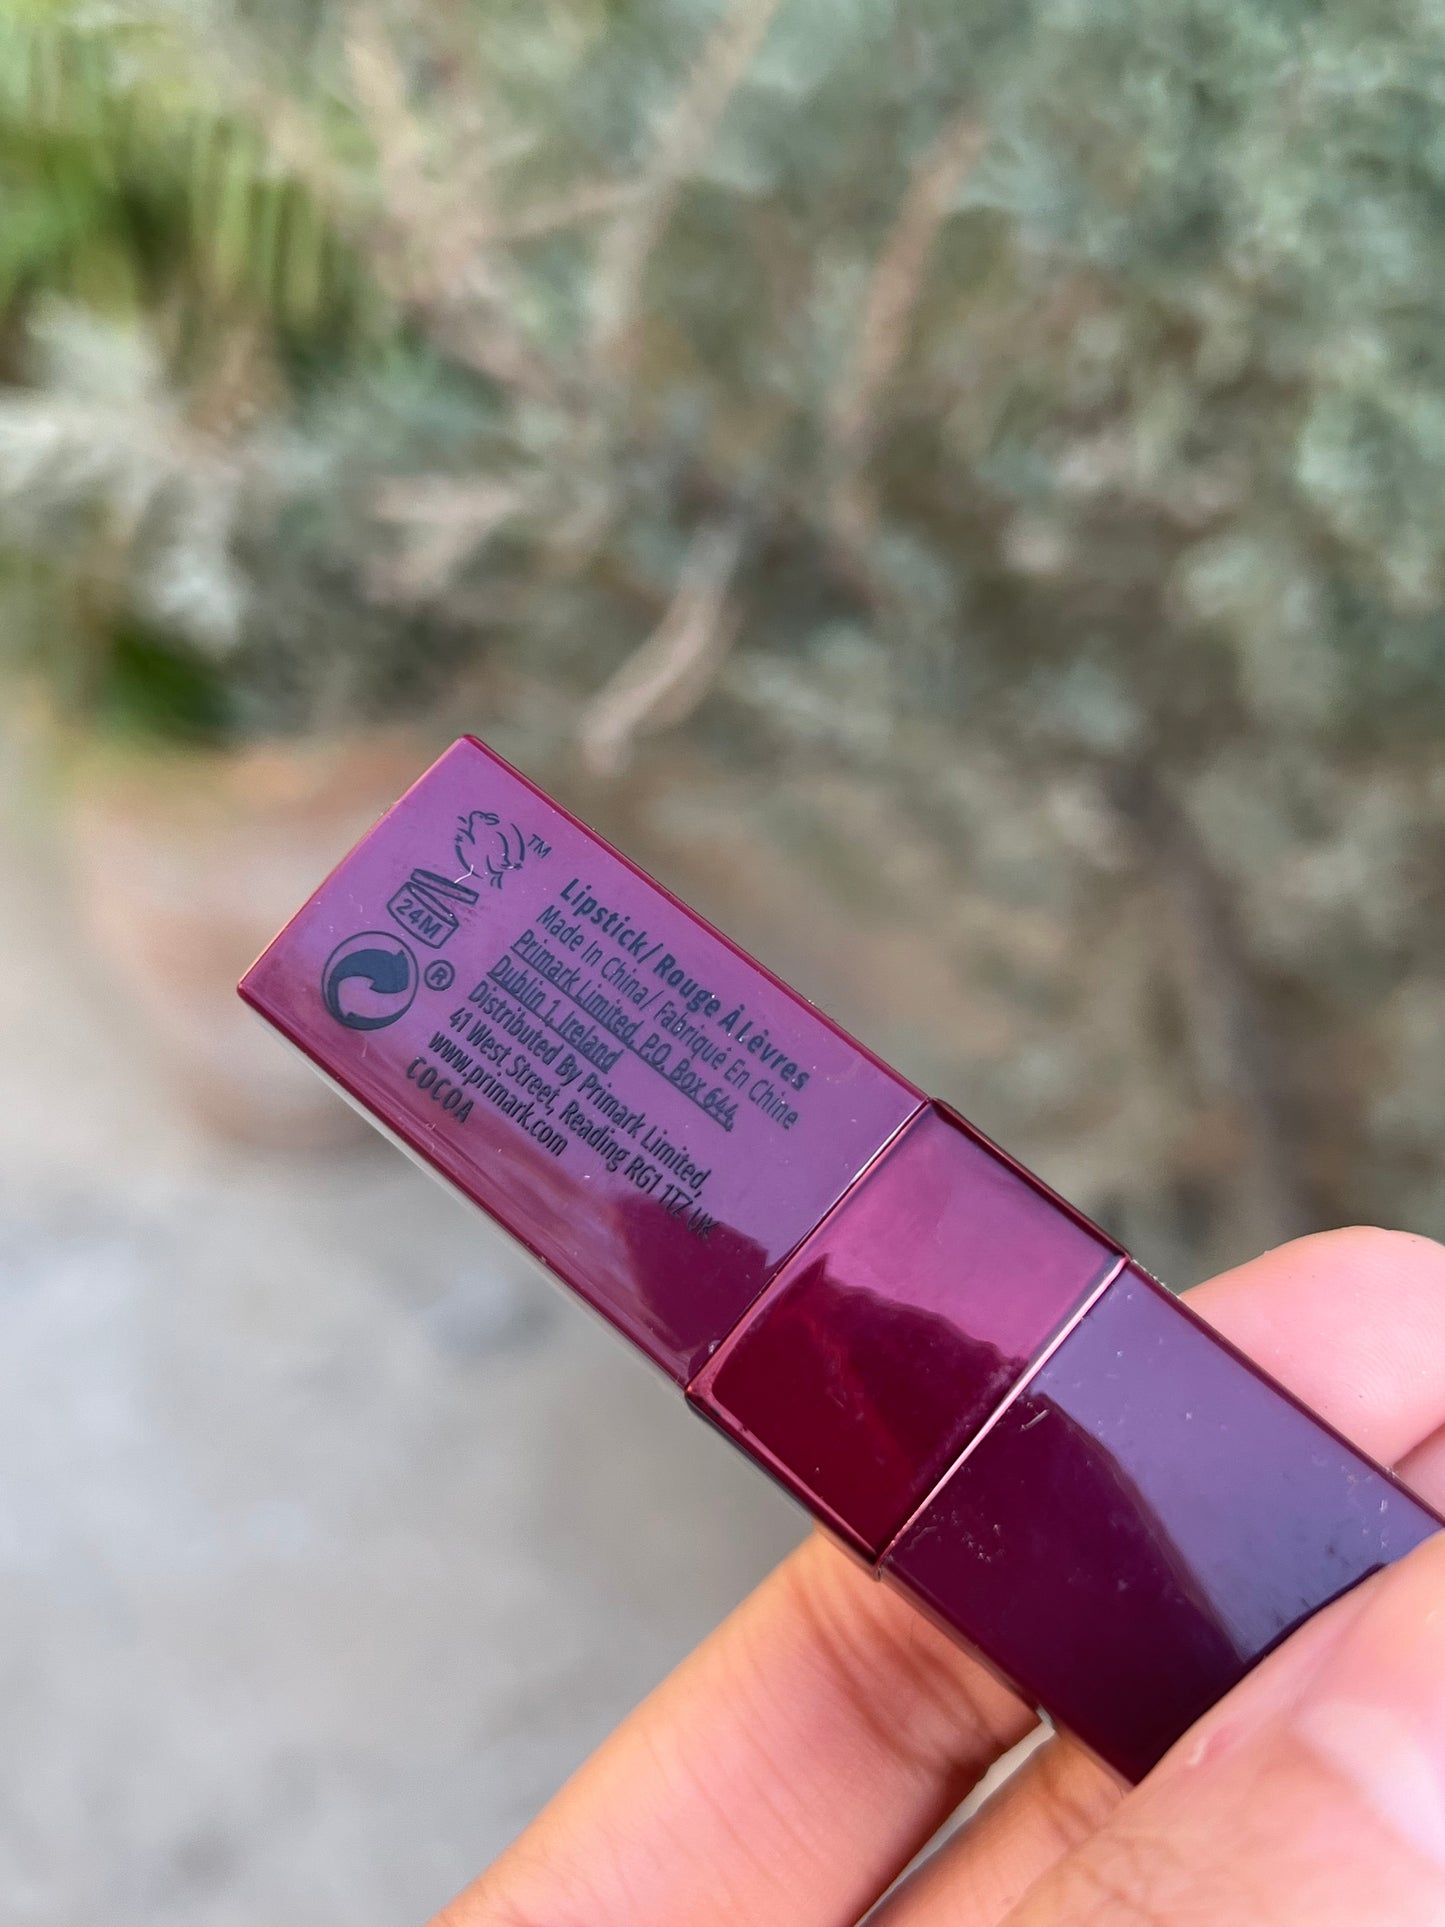 TM
24M
®
Lipstick/ Rouge À Lèvres
Made In China/ Fabriqué En Chine
Primark Limited, P.O. Box 644,
Dublin 1, Ireland
Distributed By Primark Limited,
41 West Street, Reading RG1 1TZ UK
www.primark.com
COCOA